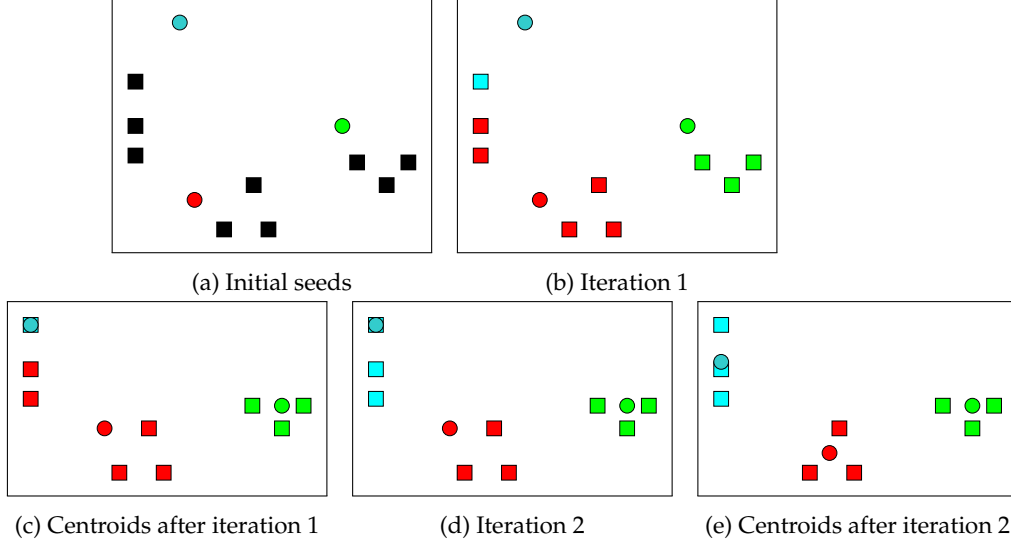 (a) Initial seeds
(b) Iteration 1
(c) Centroids after iteration 1
(d) Iteration 2
(e) Centroids after iteration 2